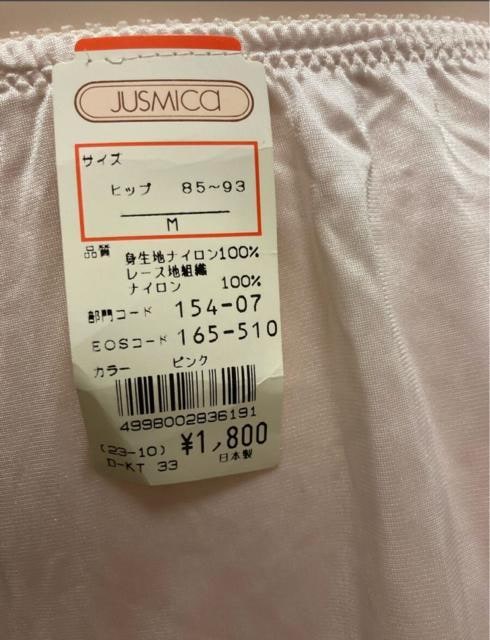 JUSMICA
サイズ
ヒップ 85~93
M
品質 身生地ナイロン100%
レース地組織
ナイロン 100%
部門コード 154-07
EOSコード 165-510
カラー ピンク
4998002836191
(23-10) ¥1,800
D-KT 33 日本製